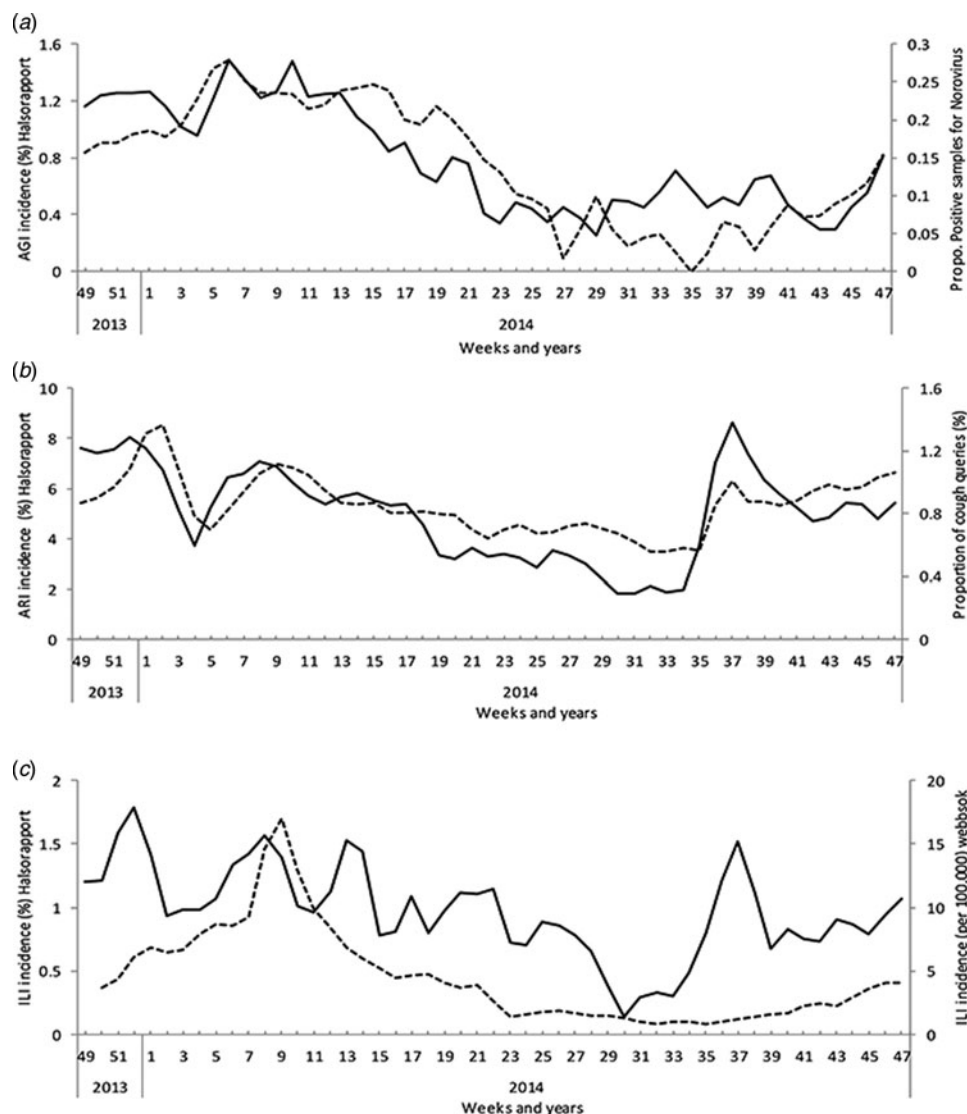 (a)
AGI incidence (%) Halsorapport
1.6
1.2
0.8
0.4
0
Propo. Positive samples for Norovirus
0.3
0.25
0.2
0.15
0.1
0.05
0
49 51 1 3 5 7 9 11 13 15 17 19 21 23 25 27 29 31 33 35 37 39 41 43 45 47
2013 2014
Weeks and years
(b)
ARI incidence (%) Halsorapport
10
8
6
4
2
0
Proportion of cough queries (%)
1.6
1.2
0.8
0.4
0
49 51 1 3 5 7 9 11 13 15 17 19 21 23 25 27 29 31 33 35 37 39 41 43 45 47
2013 2014
Weeks and years
(c)
ILI incidence (%) Halsorapport
2
1.5
1
0.5
0
ILI incidence (per 100,000) webbsok
20
15
10
5
0
49 51 1 3 5 7 9 11 13 15 17 19 21 23 25 27 29 31 33 35 37 39 41 43 45 47
2013 2014
Weeks and years